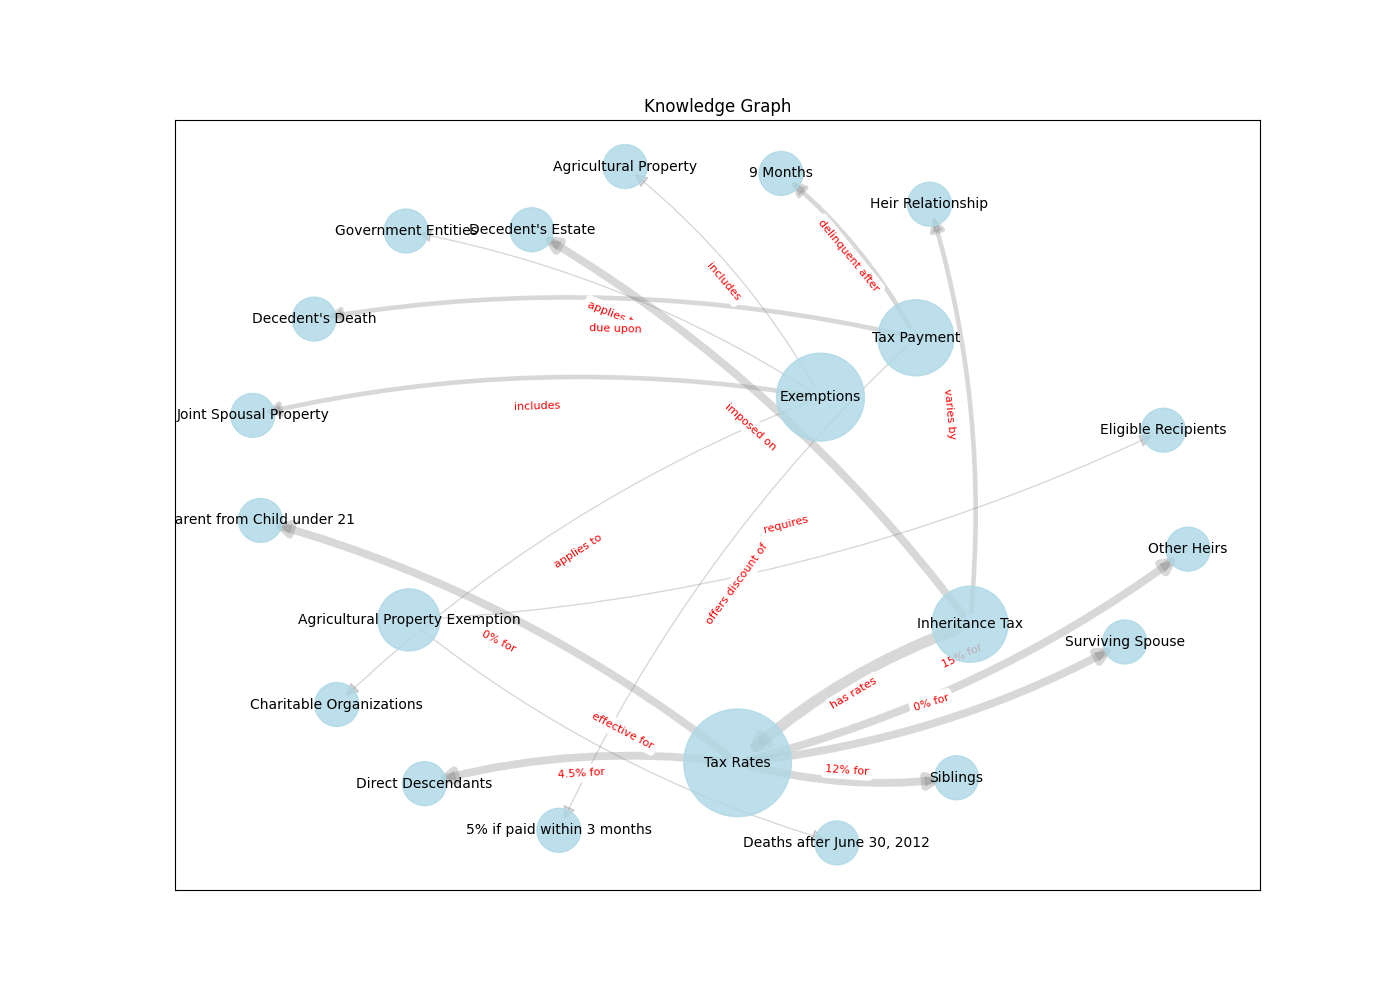 Knowledge Graph
Agricultural Property
9 Months
Heir Relationship
Government Entities
Decedent's Estate
delinquent after
includes
applies
due upon
Decedent's Death
Tax Payment
Exemptions
Joint Spousal Property
includes
imposed on
varies by
Eligible Recipients
arent from Child under 21
requires
applies to
offers discount of
Other Heirs
Agricultural Property Exemption
0% for
Inheritance Tax
Surviving Spouse
15% for
has rates
0% for
Charitable Organizations
effective for
Tax Rates
4.5% for
12% for
Direct Descendants
Siblings
5% if paid within 3 months
Deaths after June 30, 2012